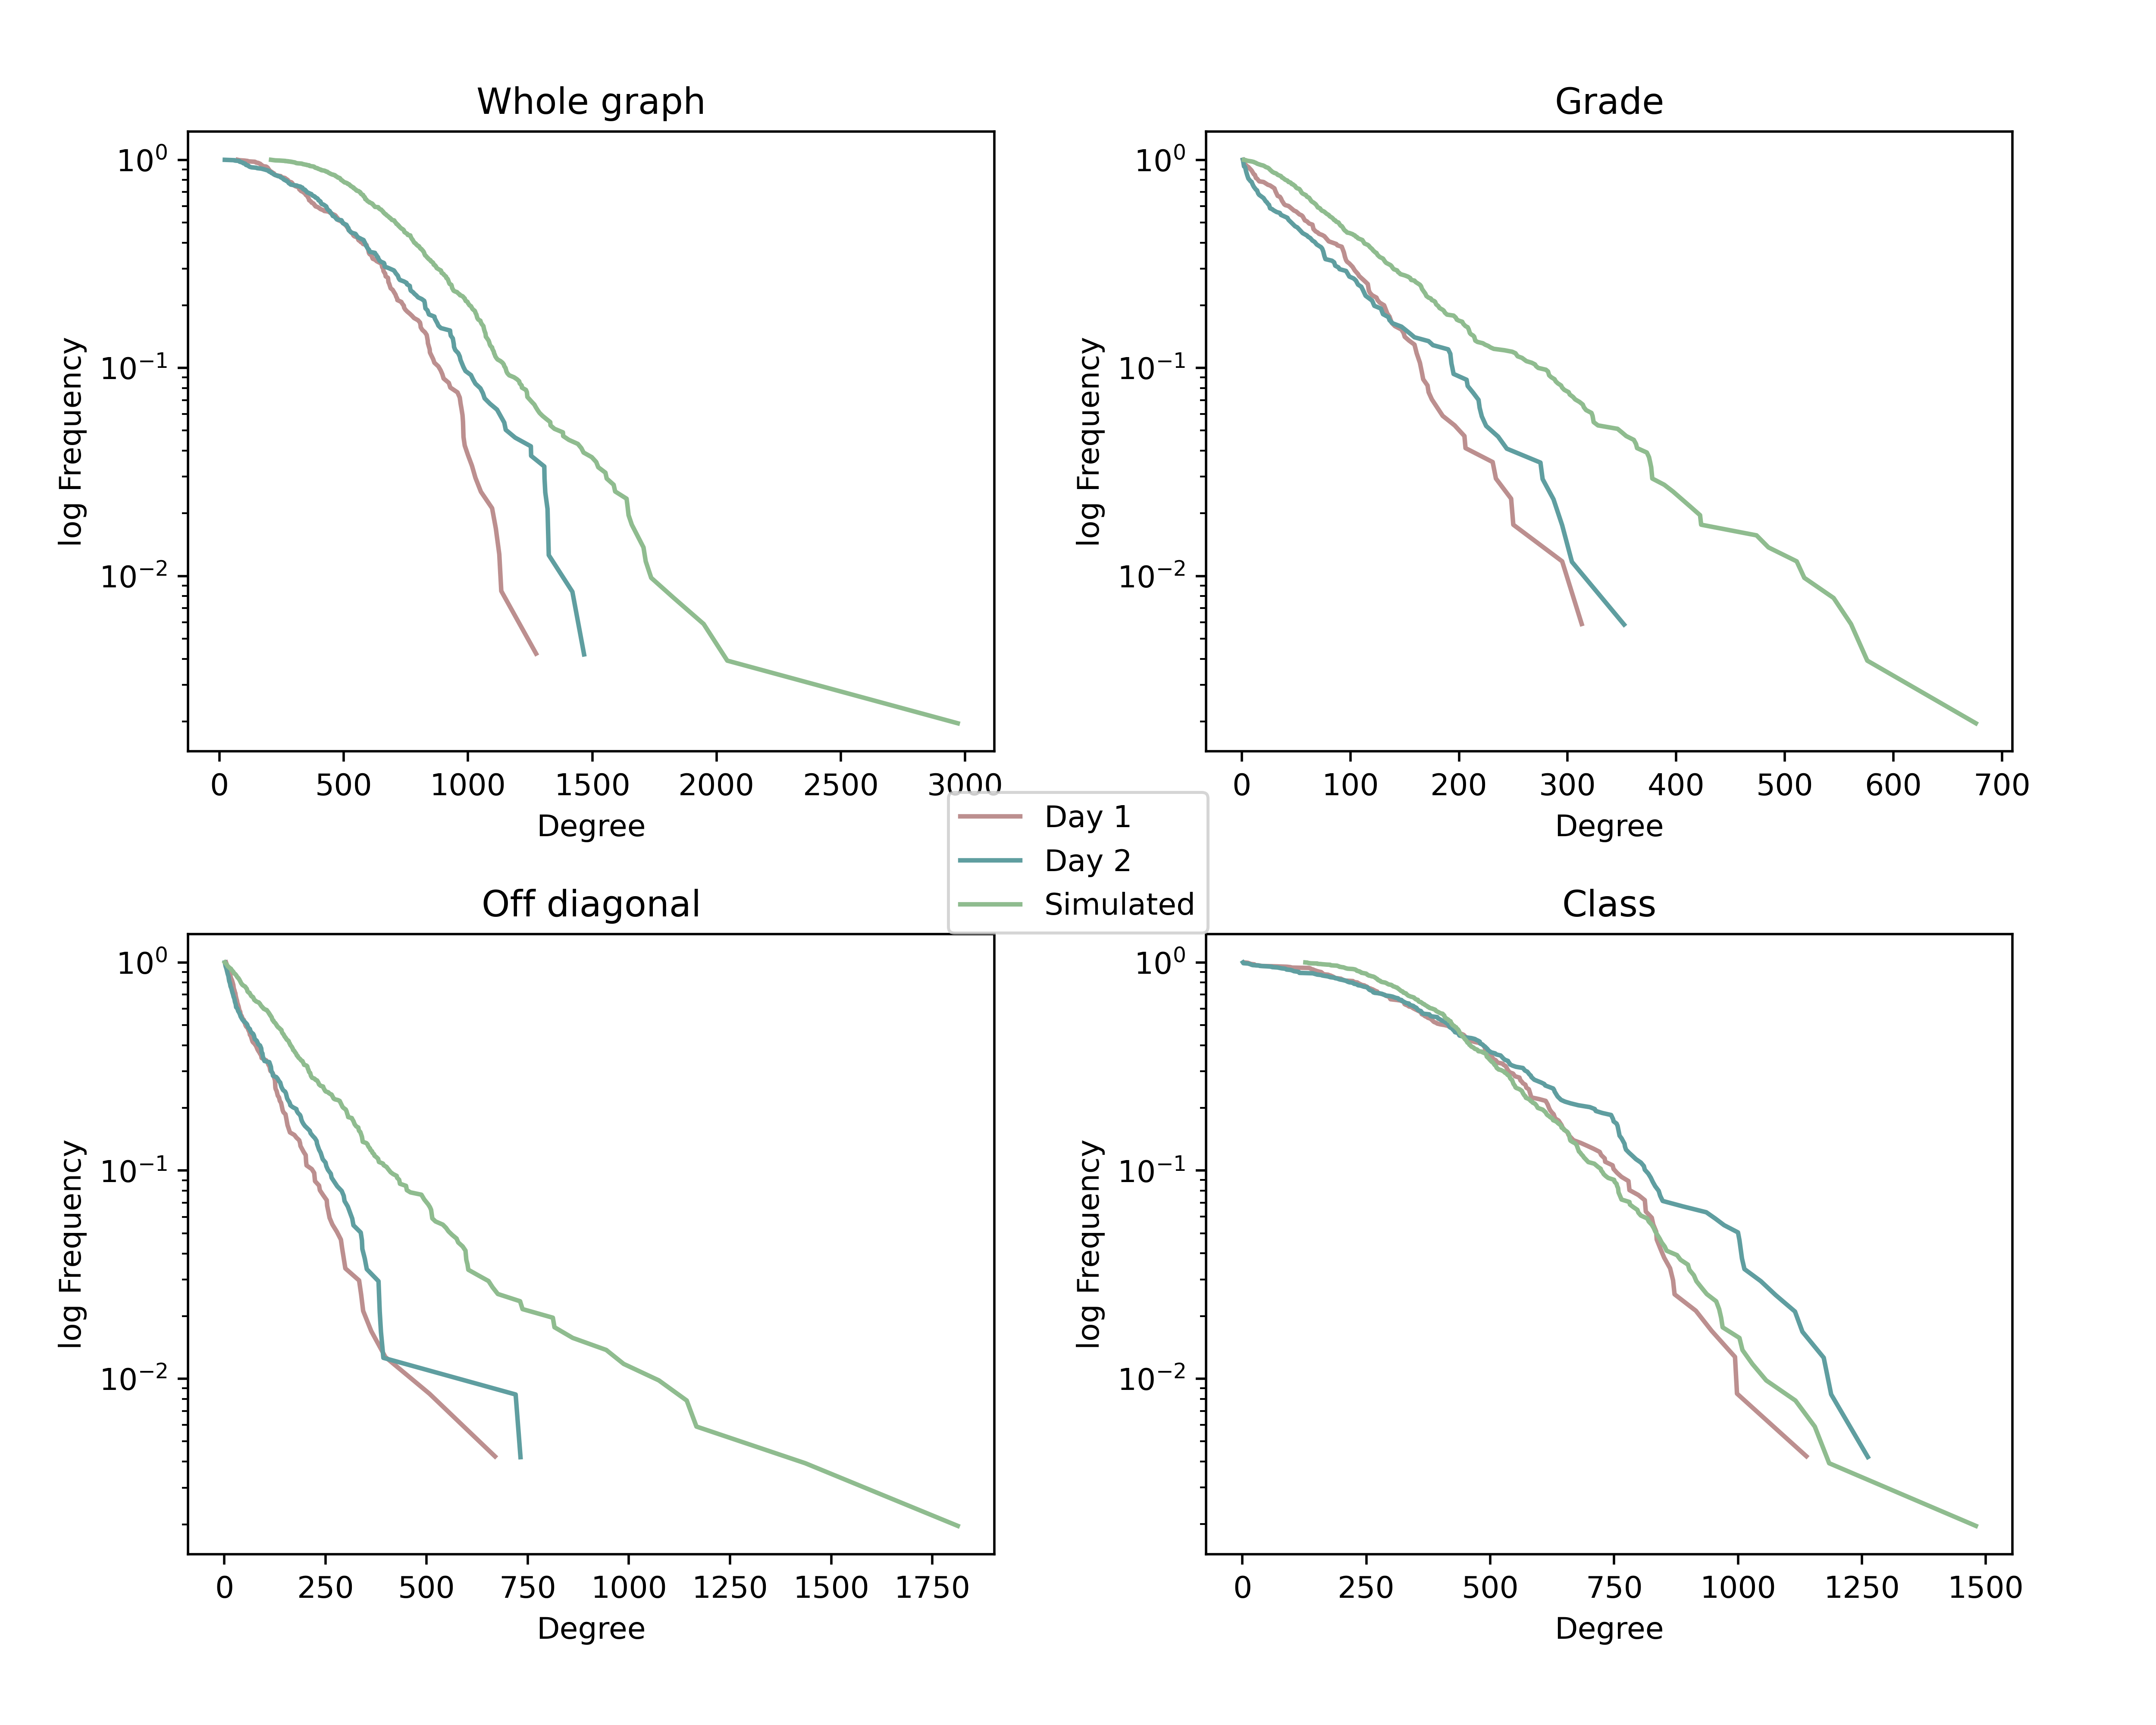 Whole graph
10⁰
10⁻¹
10⁻²
log Frequency
0 500 1000 1500 2000 2500 3000
Degree
Grade
10⁰
10⁻¹
10⁻²
log Frequency
0 100 200 300 400 500 600 700
Degree
Day 1
Day 2
Simulated
Off diagonal
10⁰
10⁻¹
10⁻²
log Frequency
0 250 500 750 1000 1250 1500 1750
Degree
Class
10⁰
10⁻¹
10⁻²
log Frequency
0 250 500 750 1000 1250 1500
Degree